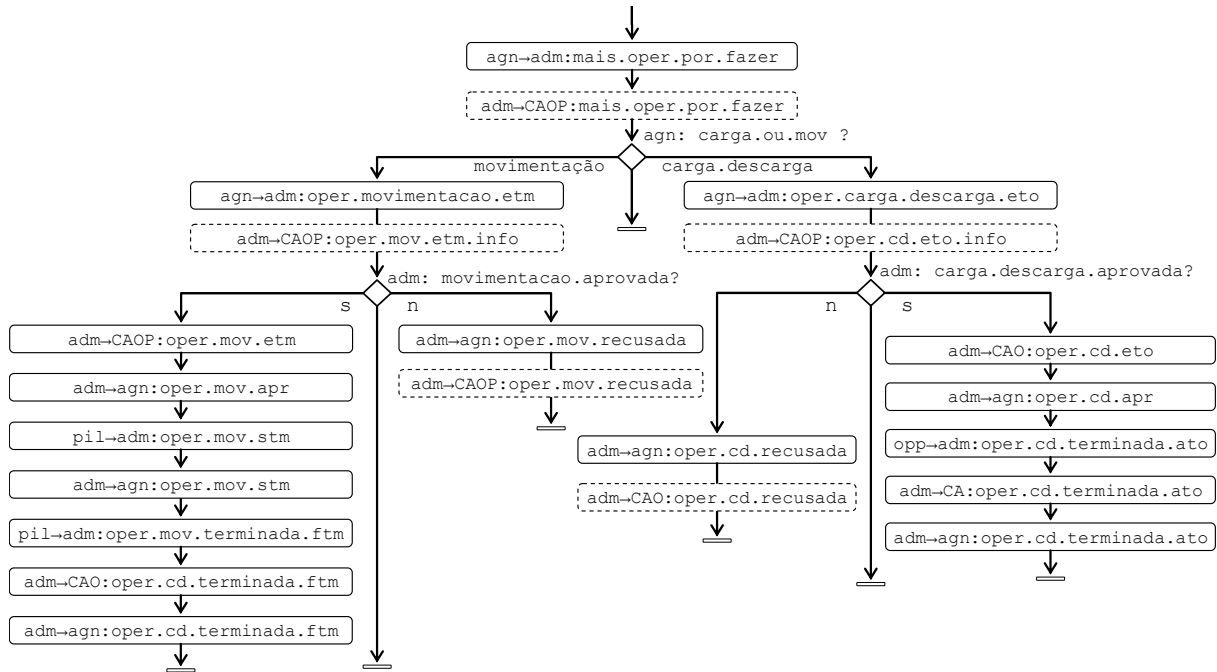 agn→adm:mais.oper.por.fazer
adm→CAOP:mais.oper.por.fazer
agn: carga.ou.mov ?
movimentação
carga.descarga
agn→adm:oper.movimentacao.etm
agn→adm:oper.carga.descarga.eto
adm→CAOP:oper.mov.etm.info
adm→CAOP:oper.cd.eto.info
adm: movimentacao.aprovada?
adm: carga.descarga.aprovada?
s
n
n
s
adm→CAOP:oper.mov.etm
adm→agn:oper.mov.apr
pil→adm:oper.mov.stm
adm→agn:oper.mov.stm
pil→adm:oper.mov.terminada.ftm
adm→CAO:oper.cd.terminada.ftm
adm→agn:oper.cd.terminada.ftm
adm→agn:oper.mov.recusada
adm→CAOP:oper.mov.recusada
adm→agn:oper.cd.recusada
adm→CAO:oper.cd.recusada
adm→CAO:oper.cd.eto
adm→agn:oper.cd.apr
opp→adm:oper.cd.terminada.ato
adm→CA:oper.cd.terminada.ato
adm→agn:oper.cd.terminada.ato